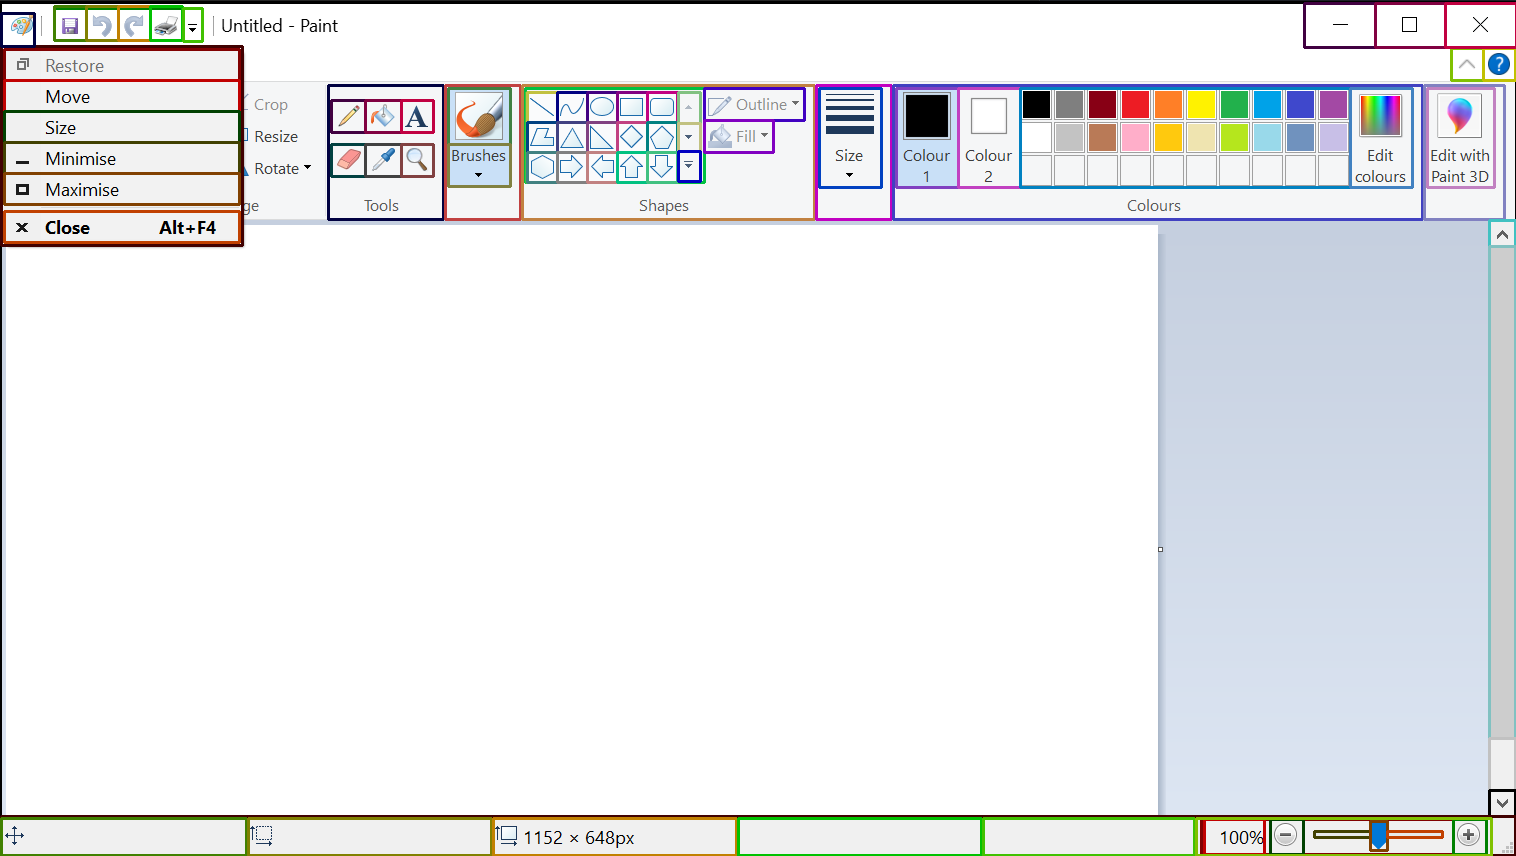 Untitled - Paint
Restore
Move
Size
Minimise
Maximise
Close Alt+F4
Crop
Resize
Rotate
ge
A
Tools
Brushes
Outline
Fill
Shapes
Size
Colour
1
Colour
2
Edit
colours
Colours
Edit with
Paint 3D
?
1152 × 648px
100%